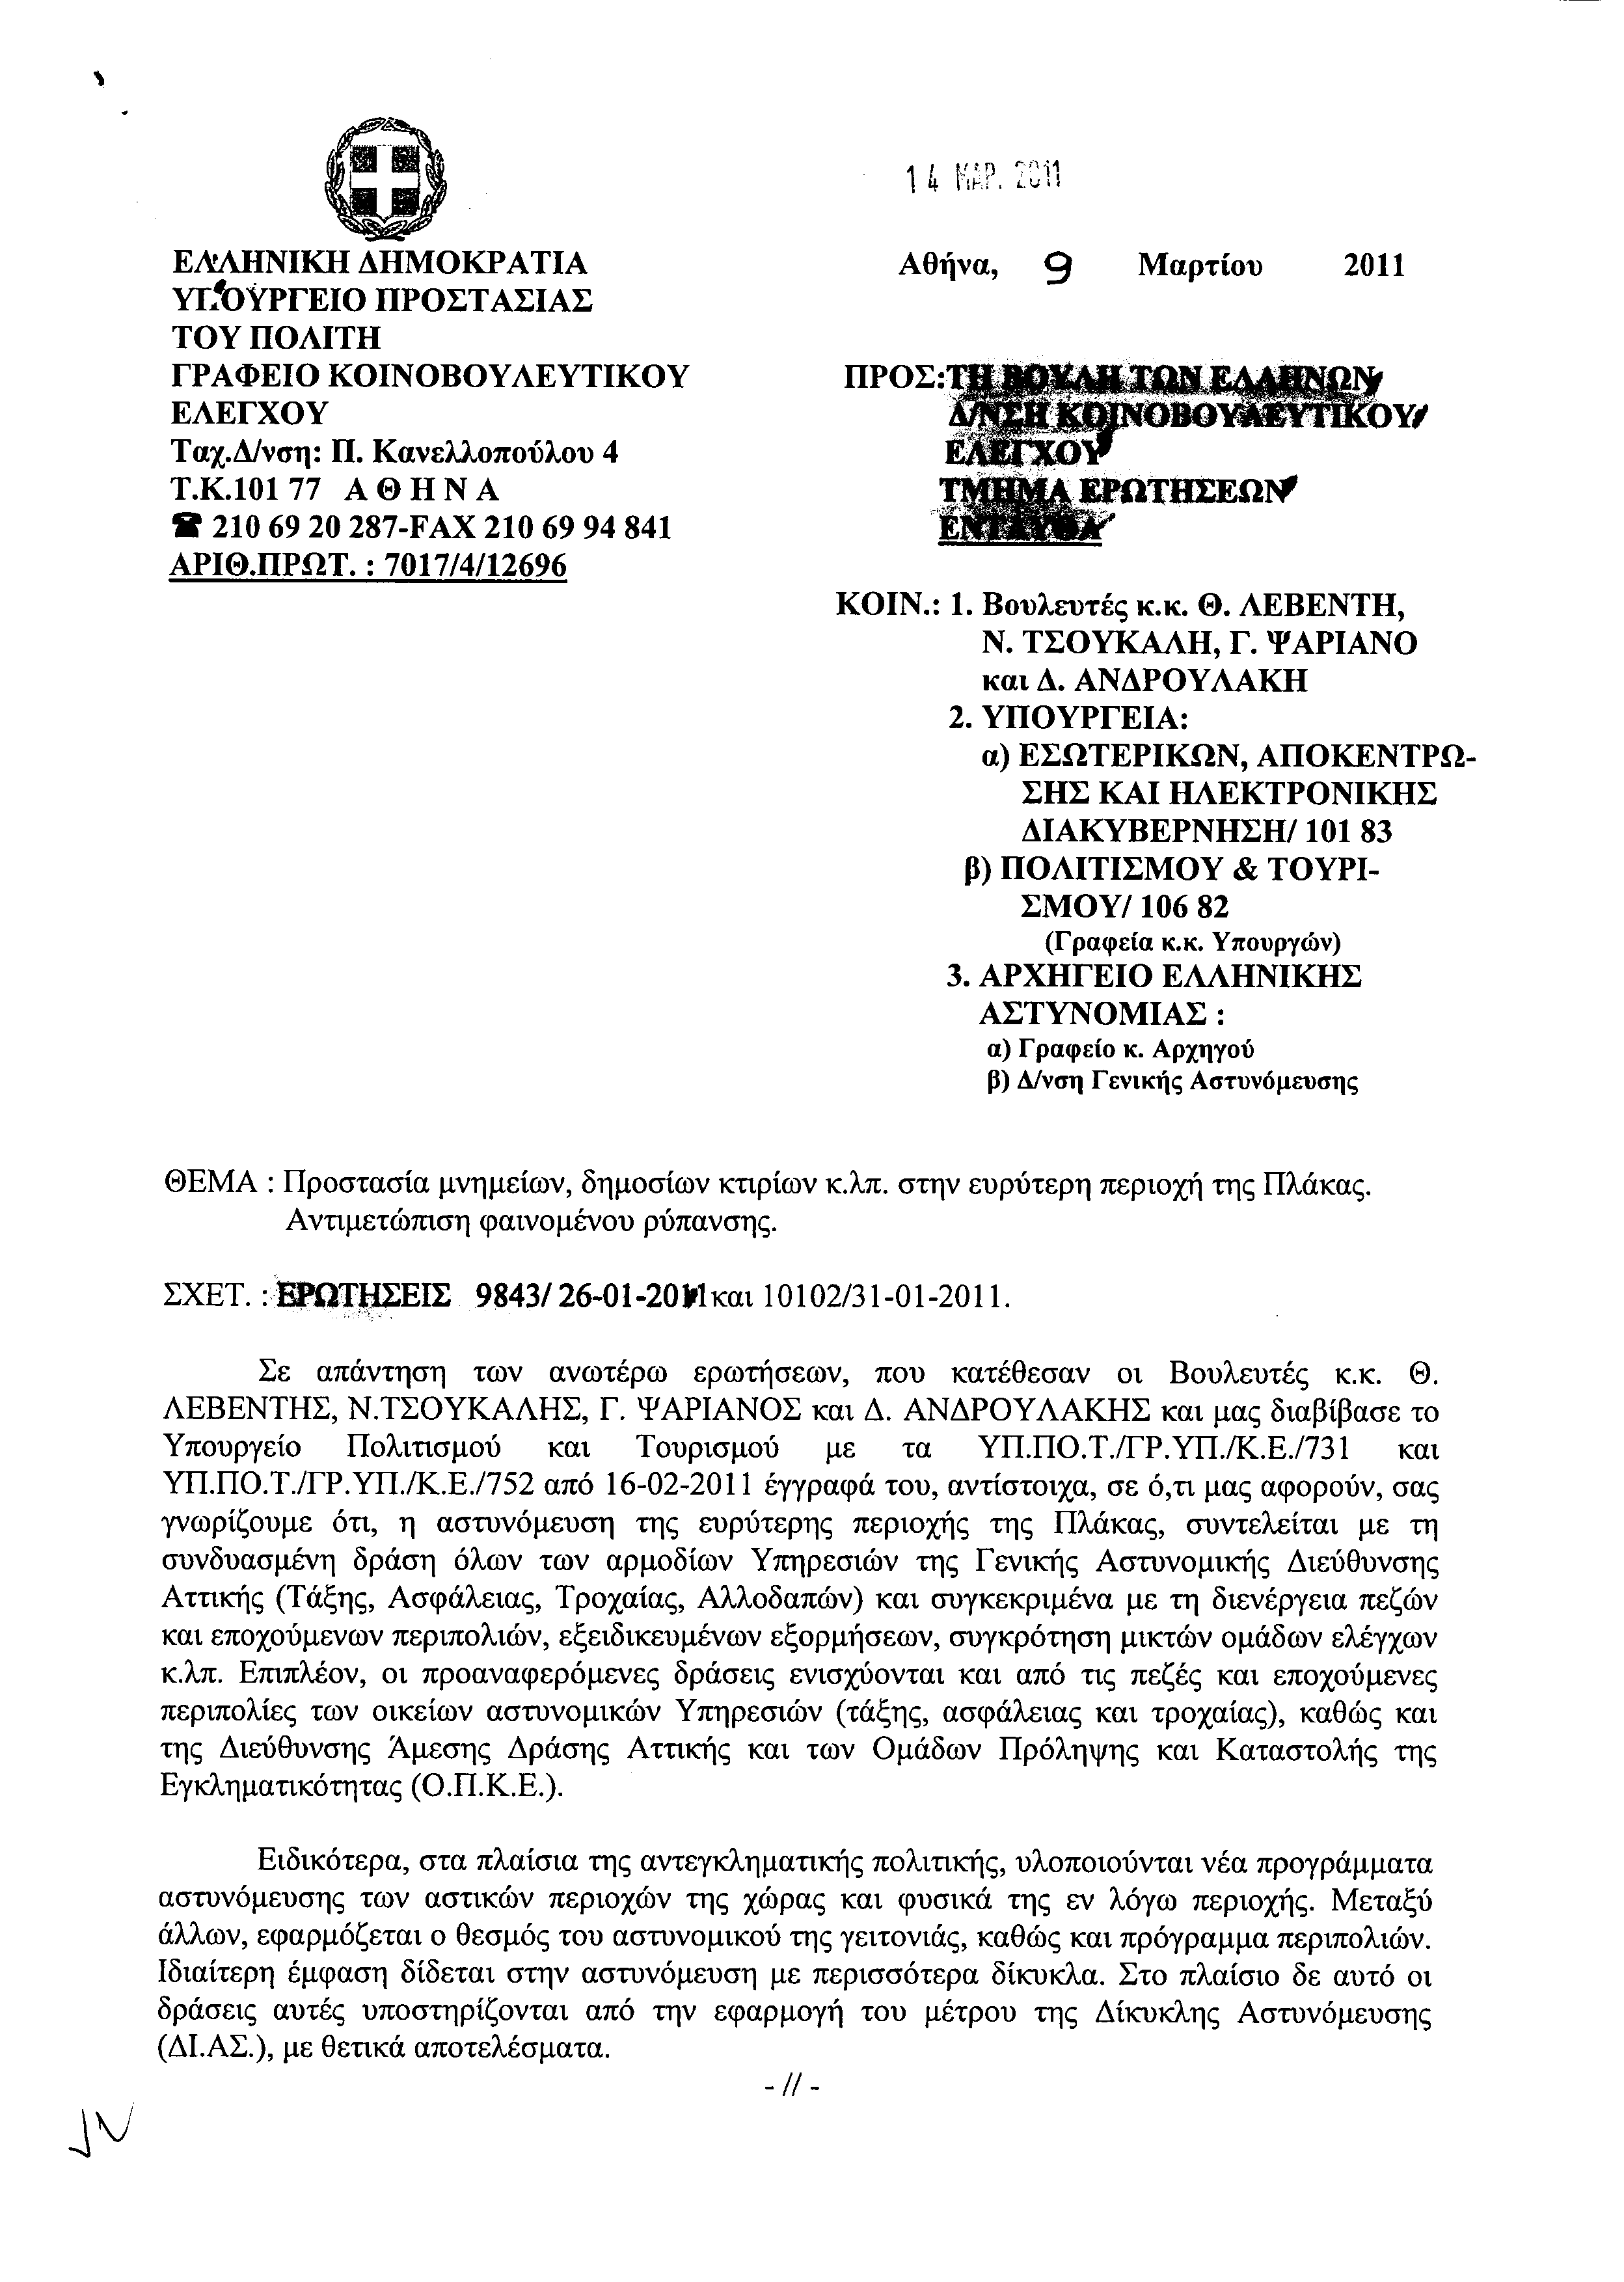 14 ΜΑΡ. 2011
ΕΛΛΗΝΙΚΗ ΔΗΜΟΚΡΑΤΙΑ
ΥΠΟΥΡΓΕΙΟ ΠΡΟΣΤΑΣΙΑΣ
ΤΟΥ ΠΟΛΙΤΗ
ΓΡΑΦΕΙΟ ΚΟΙΝΟΒΟΥΛΕΥΤΙΚΟΥ
ΕΛΕΓΧΟΥ
Ταχ.Δ/νση: Π. Κανελλοπούλου 4
Τ.Κ.101 77 Α Θ Η Ν Α
☎ 210 69 20 287-FAX 210 69 94 841
ΑΡΙΘ.ΠΡΩΤ. : 7017/4/12696
Αθήνα, 9 Μαρτίου 2011
ΠΡΟΣ:ΤΗ ΒΟΥΛΗ ΤΩΝ ΕΛΛΗΝΩΝ/
Δ/ΝΣΗ ΚΟΙΝΟΒΟΥΛΕΥΤΙΚΟΥ/
ΕΛΕΓΧΟΥ
ΤΜΗΜΑ ΕΡΩΤΗΣΕΩΝ
ΕΝΤΑΥΘΑ
ΚΟΙΝ.: 1. Βουλευτές κ.κ. Θ. ΛΕΒΕΝΤΗ,
Ν. ΤΣΟΥΚΑΛΗ, Γ. ΨΑΡΙΑΝΟ
και Δ. ΑΝΔΡΟΥΛΑΚΗ
2. ΥΠΟΥΡΓΕΙΑ:
α) ΕΣΩΤΕΡΙΚΩΝ, ΑΠΟΚΕΝΤΡΩ-
ΣΗΣ ΚΑΙ ΗΛΕΚΤΡΟΝΙΚΗΣ
ΔΙΑΚΥΒΕΡΝΗΣΗ/ 101 83
β) ΠΟΛΙΤΙΣΜΟΥ & ΤΟΥΡΙ-
ΣΜΟΥ/ 106 82
(Γραφεία κ.κ. Υπουργών)
3. ΑΡΧΗΓΕΙΟ ΕΛΛΗΝΙΚΗΣ
ΑΣΤΥΝΟΜΙΑΣ :
α) Γραφείο κ. Αρχηγού
β) Δ/νση Γενικής Αστυνόμευσης
ΘΕΜΑ : Προστασία μνημείων, δημοσίων κτιρίων κ.λπ. στην ευρύτερη περιοχή της Πλάκας.
Αντιμετώπιση φαινομένου ρύπανσης.
ΣΧΕΤ. : ΕΡΩΤΗΣΕΙΣ 9843/ 26-01-2011και 10102/31-01-2011.
Σε απάντηση των ανωτέρω ερωτήσεων, που κατέθεσαν οι Βουλευτές κ.κ. Θ.
ΛΕΒΕΝΤΗΣ, Ν.ΤΣΟΥΚΑΛΗΣ, Γ. ΨΑΡΙΑΝΟΣ και Δ. ΑΝΔΡΟΥΛΑΚΗΣ και μας διαβίβασε το
Υπουργείο Πολιτισμού και Τουρισμού με τα ΥΠ.ΠΟ.Τ./ΓΡ.ΥΠ./Κ.Ε./731 και
ΥΠ.ΠΟ.Τ./ΓΡ.ΥΠ./Κ.Ε./752 από 16-02-2011 έγγραφά του, αντίστοιχα, σε ό,τι μας αφορούν, σας
γνωρίζουμε ότι, η αστυνόμευση της ευρύτερης περιοχής της Πλάκας, συντελείται με τη
συνδυασμένη δράση όλων των αρμοδίων Υπηρεσιών της Γενικής Αστυνομικής Διεύθυνσης
Αττικής (Τάξης, Ασφάλειας, Τροχαίας, Αλλοδαπών) και συγκεκριμένα με τη διενέργεια πεζών
και εποχούμενων περιπολιών, εξειδικευμένων εξορμήσεων, συγκρότηση μικτών ομάδων ελέγχων
κ.λπ. Επιπλέον, οι προαναφερόμενες δράσεις ενισχύονται και από τις πεζές και εποχούμενες
περιπολίες των οικείων αστυνομικών Υπηρεσιών (τάξης, ασφάλειας και τροχαίας), καθώς και
της Διεύθυνσης Άμεσης Δράσης Αττικής και των Ομάδων Πρόληψης και Καταστολής της
Εγκληματικότητας (Ο.Π.Κ.Ε.).
Ειδικότερα, στα πλαίσια της αντεγκληματικής πολιτικής, υλοποιούνται νέα προγράμματα
αστυνόμευσης των αστικών περιοχών της χώρας και φυσικά της εν λόγω περιοχής. Μεταξύ
άλλων, εφαρμόζεται ο θεσμός του αστυνομικού της γειτονιάς, καθώς και πρόγραμμα περιπολιών.
Ιδιαίτερη έμφαση δίδεται στην αστυνόμευση με περισσότερα δίκυκλα. Στο πλαίσιο δε αυτό οι
δράσεις αυτές υποστηρίζονται από την εφαρμογή του μέτρου της Δίκυκλης Αστυνόμευσης
(ΔΙ.ΑΣ.), με θετικά αποτελέσματα.
- // -